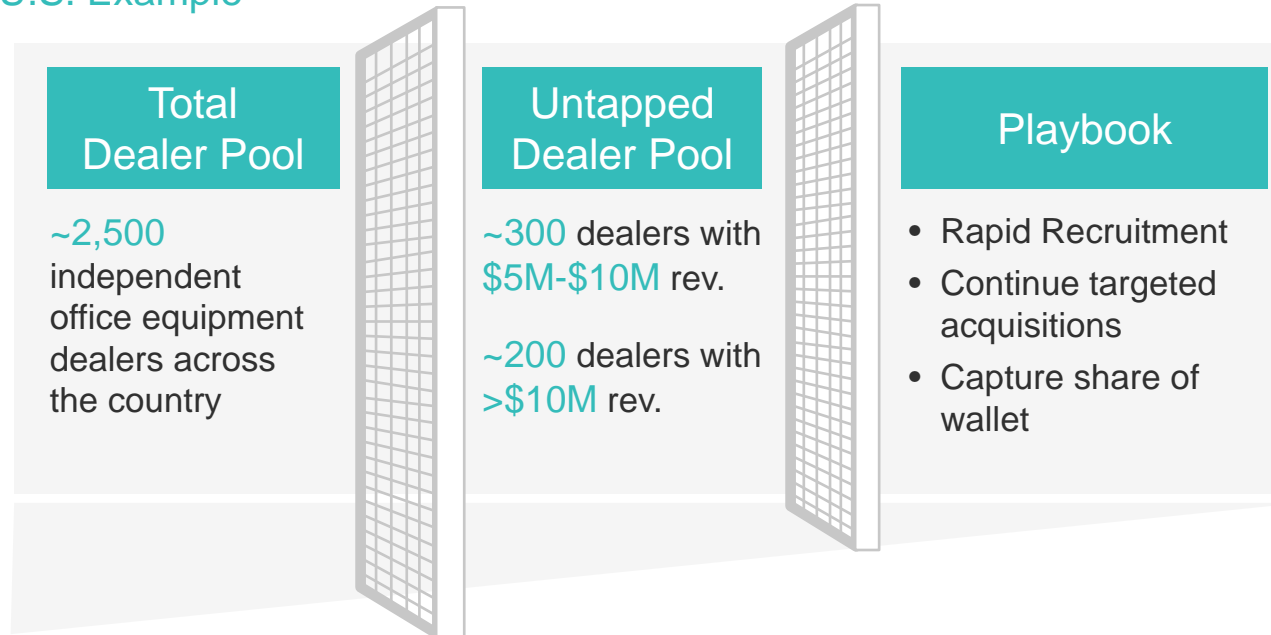 U.S. Example
Total
Dealer Pool
~2,500
independent
office equipment
dealers across
the country
Untapped
Dealer Pool
~300 dealers with
$5M-$10M rev.
~200 dealers with
>$10M rev.
Playbook
• Rapid Recruitment
• Continue targeted
acquisitions
• Capture share of
wallet